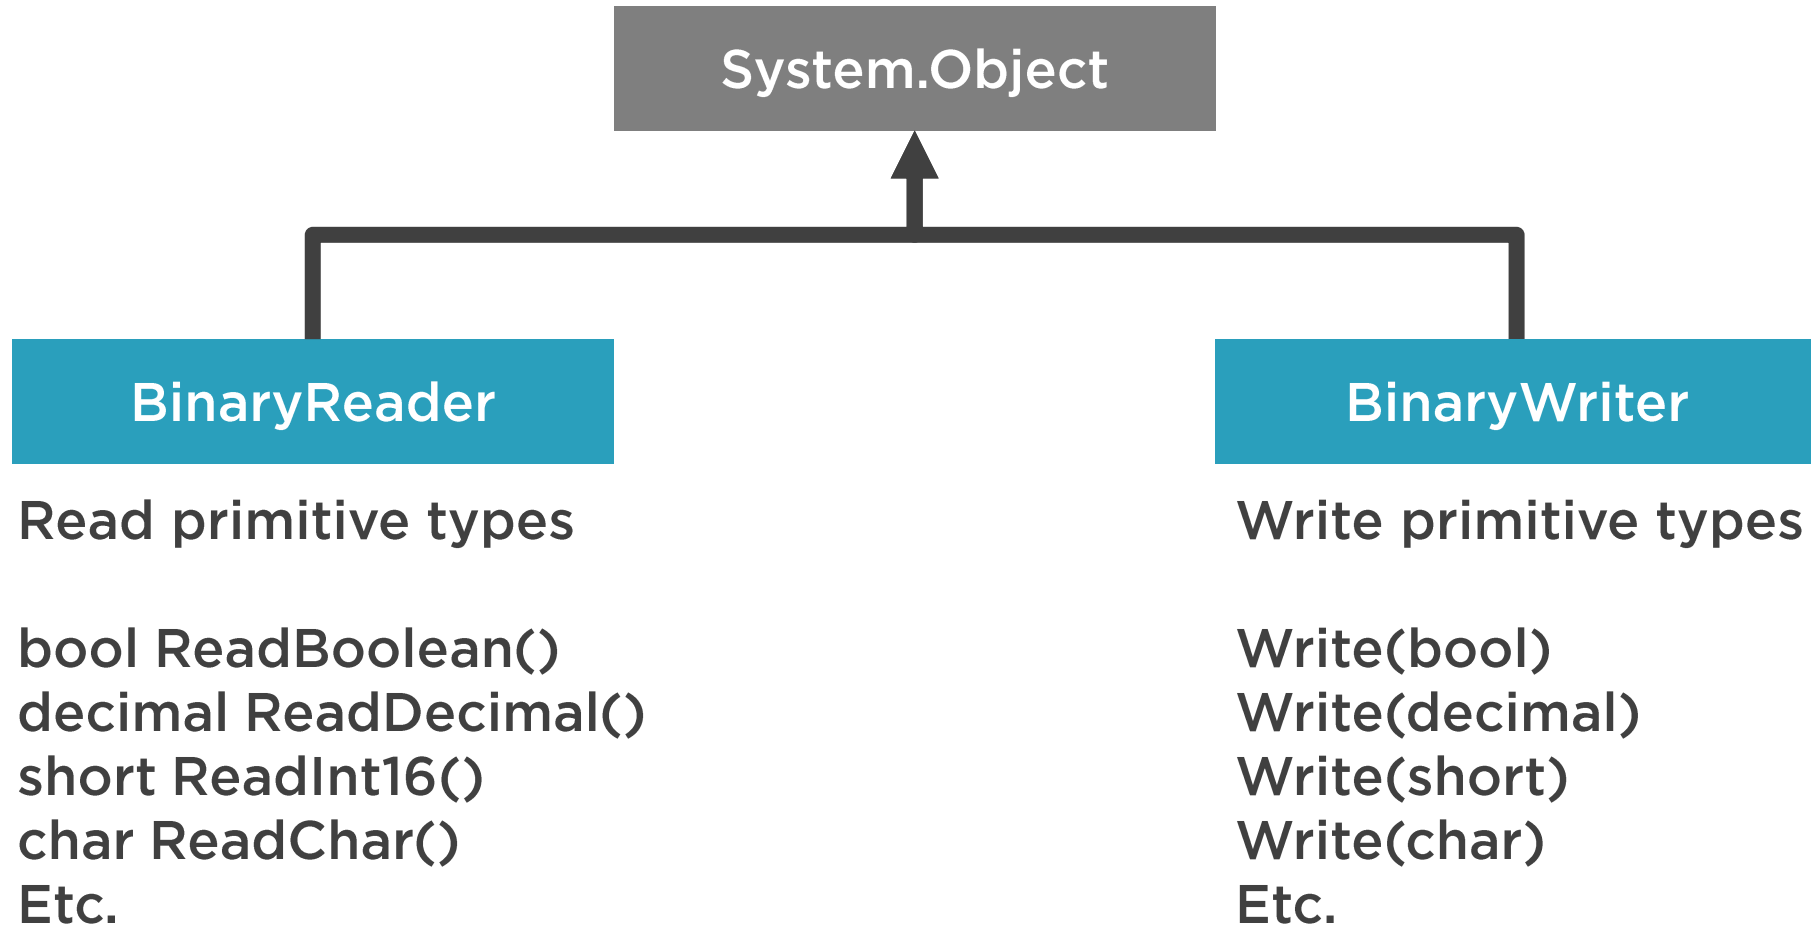 System.Object
BinaryReader
Read primitive types
bool ReadBoolean()
decimal ReadDecimal()
short ReadInt16()
char ReadChar()
Etc.
BinaryWriter
Write primitive types
Write(bool)
Write(decimal)
Write(short)
Write(char)
Etc.